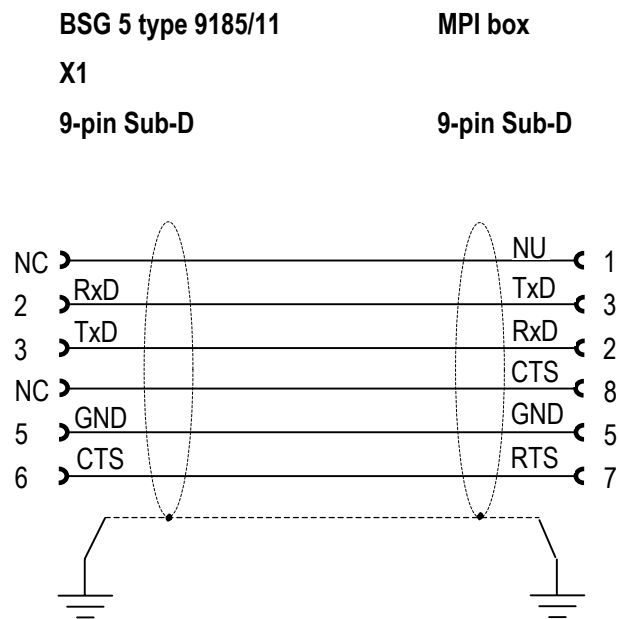 BSG 5 type 9185/11 MPI box
X1
9-pin Sub-D 9-pin Sub-D
NC NU 1
2 RxD TxD 3
3 TxD RxD 2
NC CTS 8
5 GND GND 5
6 CTS RTS 7